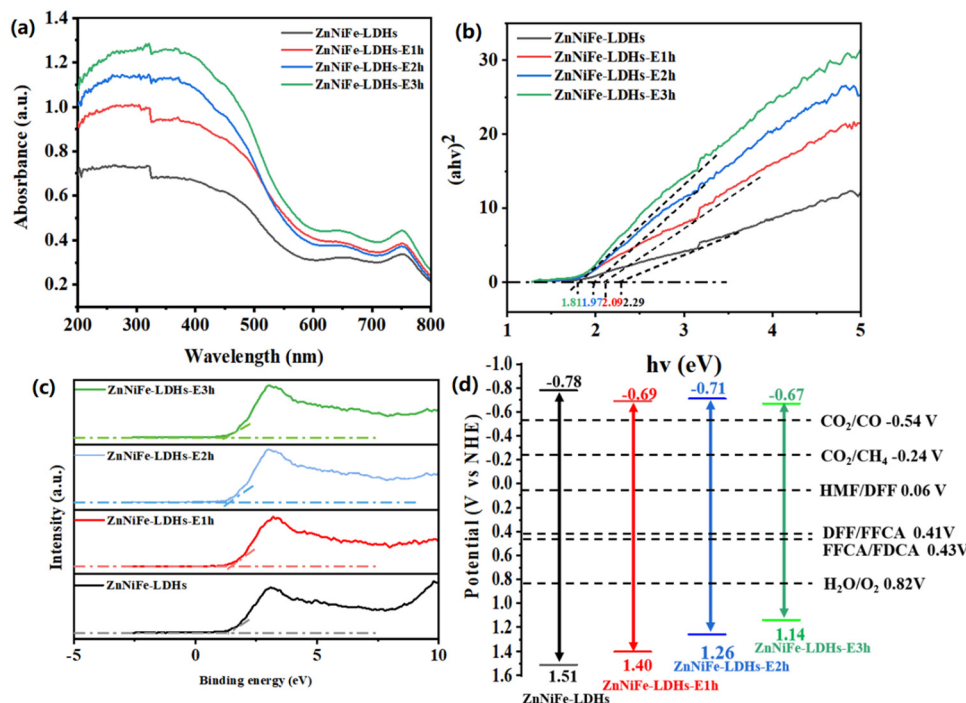 (a)
ZnNiFe-LDHs
ZnNiFe-LDHs-E1h
ZnNiFe-LDHs-E2h
ZnNiFe-LDHs-E3h
Absorbance (a.u.)
1.4
1.2
1.0
0.8
0.6
0.4
0.2
200 300 400 500 600 700 800
Wavelength (nm)
(b)
ZnNiFe-LDHs
ZnNiFe-LDHs-E1h
ZnNiFe-LDHs-E2h
ZnNiFe-LDHs-E3h
(ahv)²
30
20
10
0
1.81 1.97 2.09 2.29
1 2 3 4 5
hv (eV)
(c)
ZnNiFe-LDHs-E3h
ZnNiFe-LDHs-E2h
ZnNiFe-LDHs-E1h
ZnNiFe-LDHs
Intensity (a.u.)
-5 0 5 10
Binding energy (eV)
(d)
Potential (V vs NHE)
-1.0
-0.8
-0.6
-0.4
-0.2
0.0
0.4
0.6
0.8
1.0
1.2
1.4
1.6
-0.78
-0.69
-0.71
-0.67
CO₂/CO -0.54 V
CO₂/CH₄ -0.24 V
HMF/DFF 0.06 V
DFF/FFCA 0.41V
FFCA/FDCA 0.43V
H₂O/O₂ 0.82V
1.51
ZnNiFe-LDHs
1.40
ZnNiFe-LDHs-E1h
1.26
ZnNiFe-LDHs-E2h
1.14
ZnNiFe-LDHs-E3h